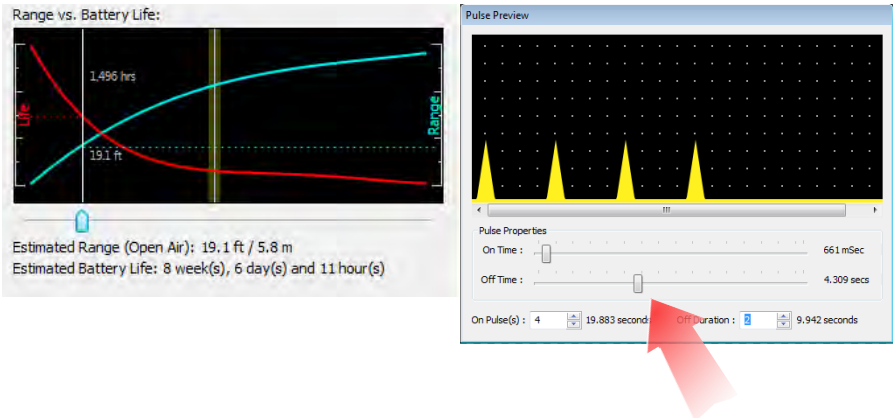 Range vs. Battery Life:
1,496 hrs
Life
Range
19.1 ft
Estimated Range (Open Air): 19.1 ft / 5.8 m
Estimated Battery Life: 8 week(s), 6 day(s) and 11 hour(s)
Pulse Preview
Pulse Properties
On Time :
661 mSec
Off Time :
4.309 secs
On Pulse(s) : 4 19.883 seconds Off Duration : 2 9.942 seconds